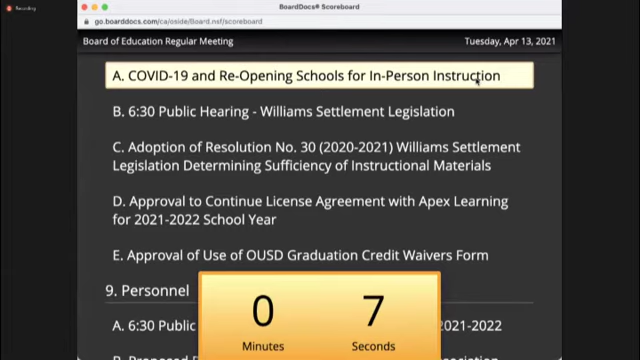 Recording
BoardDocs® Scoreboard
go.boarddocs.com/ca/oside/Board.nsf/scoreboard
Board of Education Regular Meeting
Tuesday, Apr 13, 2021
A. COVID-19 and Re-Opening Schools for In-Person Instruction
B. 6:30 Public Hearing - Williams Settlement Legislation
C. Adoption of Resolution No. 30 (2020-2021) Williams Settlement
Legislation Determining Sufficiency of Instructional Materials
D. Approval to Continue License Agreement with Apex Learning
for 2021-2022 School Year
E. Approval of Use of OUSD Graduation Credit Waivers Form
9. Personnel
0 7
Minutes Seconds
A. 6:30 Public
2021-2022